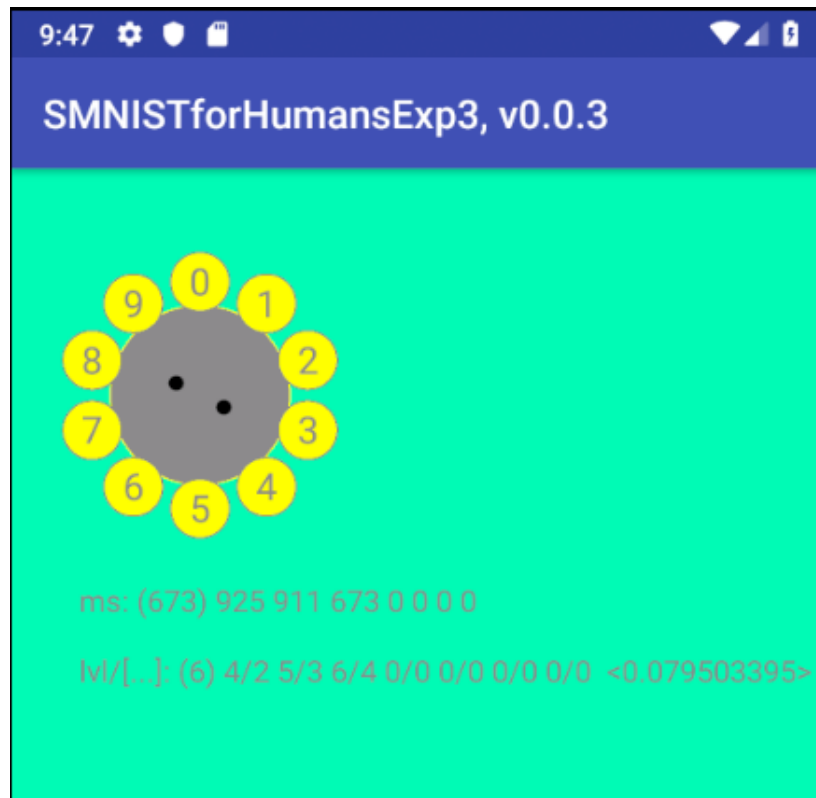 9:47
SMNISTforHumansExp3, v0.0.3
0
9 1
8 2
7 3
6 4
5
ms: (673) 925 911 673 0 0 0 0
lvl/[...]: (6) 4/2 5/3 6/4 0/0 0/0 0/0 0/0 <0.079503395>